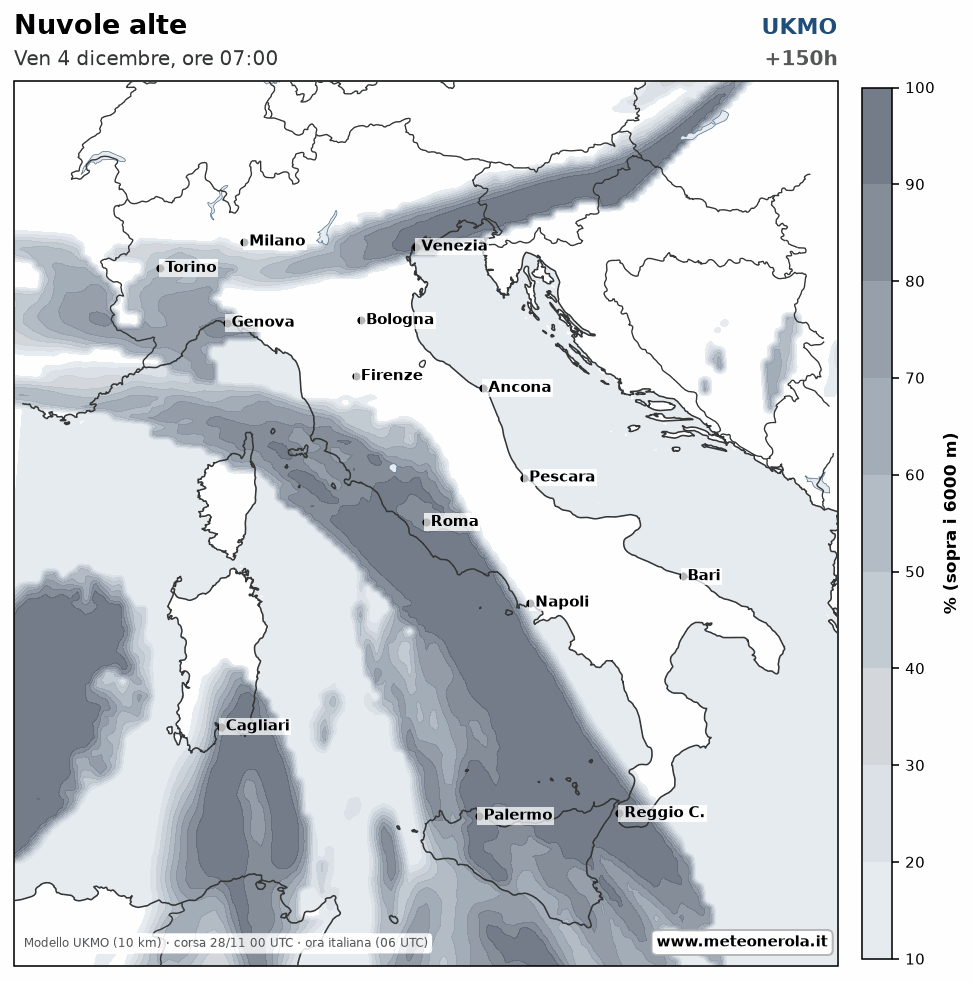 Nuvole alte
UKMO
Ven 4 dicembre, ore 07:00
+150h
Milano
Venezia
Torino
Genova
Bologna
Firenze
Ancona
Pescara
Roma
Bari
Napoli
Cagliari
Palermo
Reggio C.
Modello UKMO (10 km) · corsa 28/11 00 UTC · ora italiana (06 UTC)
www.meteonerola.it
100
90
80
70
60
50
40
30
20
10
% (sopra i 6000 m)